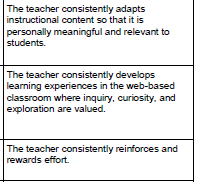 The teacher consistently adapts
instructional content so that it is
personally meaningful and relevant to
students.
The teacher consistently develops
learning experiences in the web-based
classroom where inquiry, curiosity, and
exploration are valued.
The teacher consistently reinforces and
rewards effort.